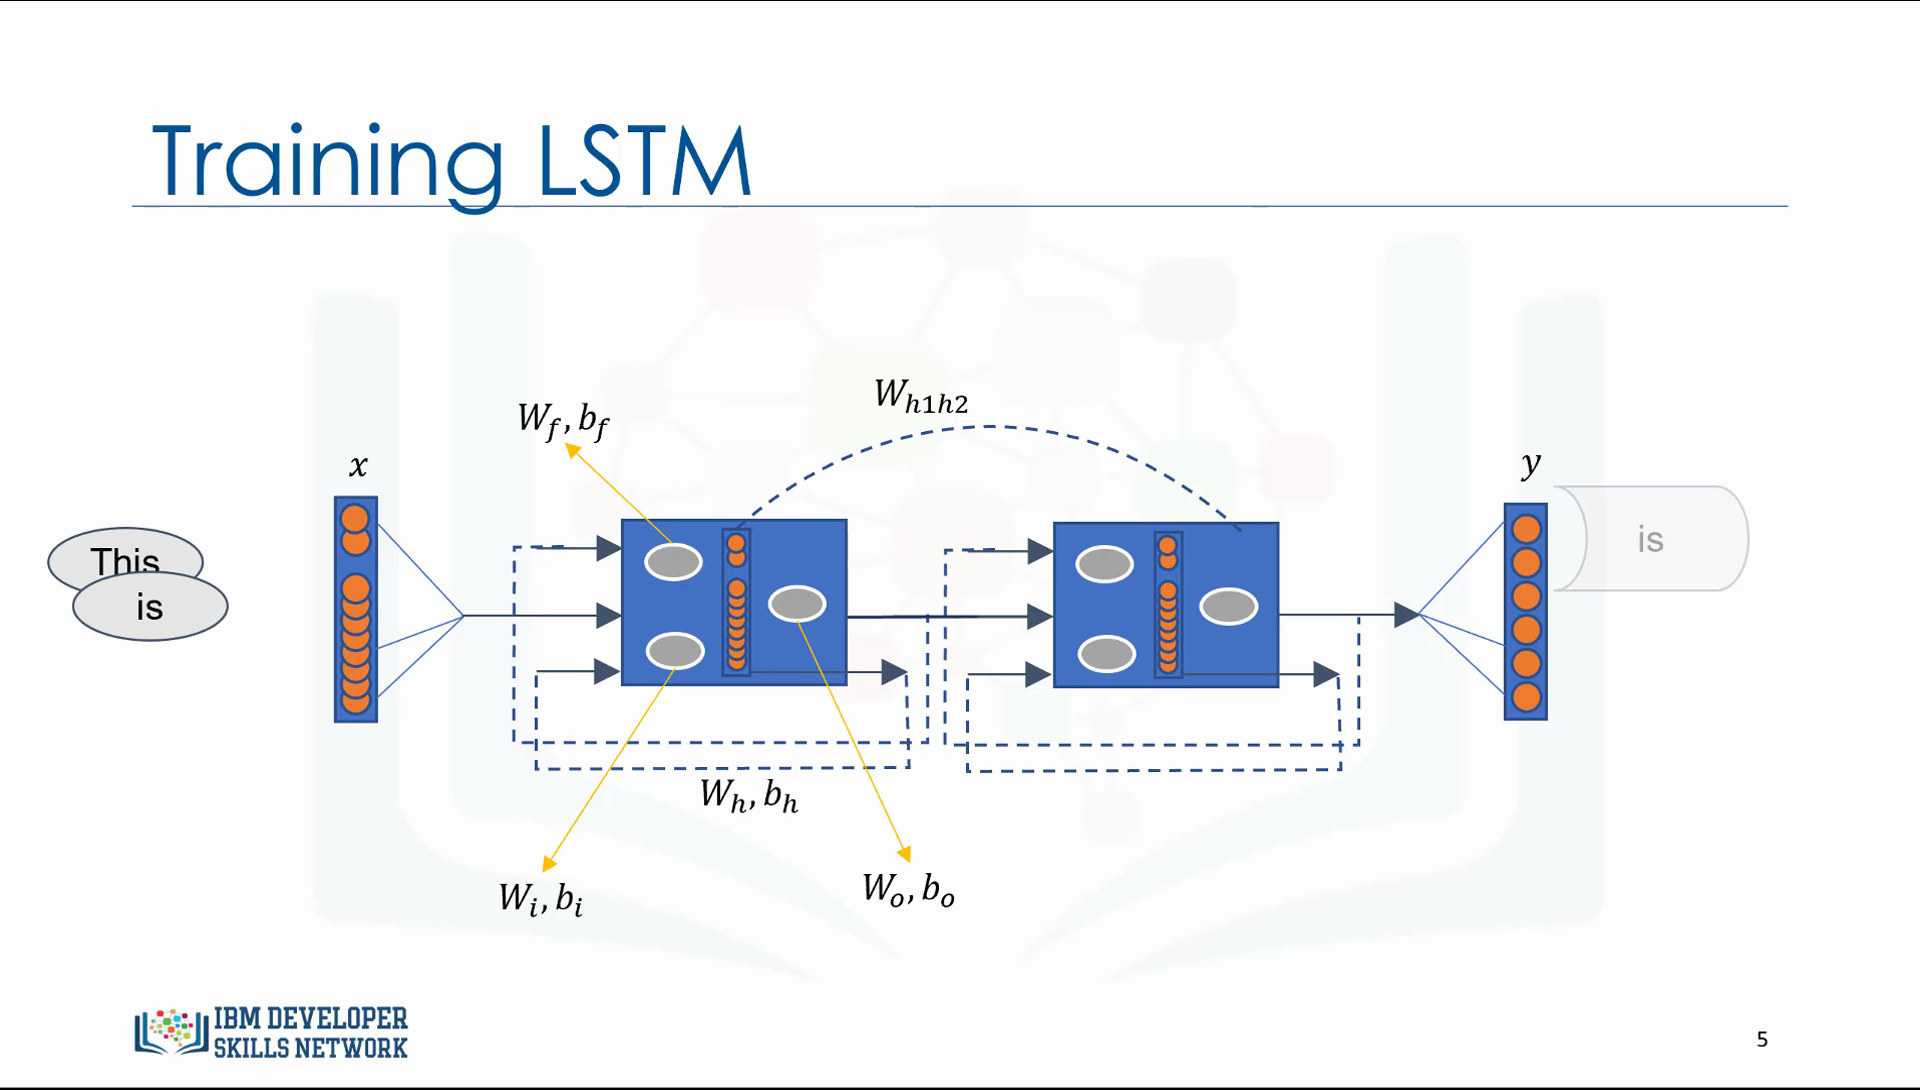 Training LSTM
W_{h1h2}
W_f, b_f
x
y
This
is
is
W_h, b_h
W_i, b_i
W_o, b_o
IBM DEVELOPER
SKILLS NETWORK
5